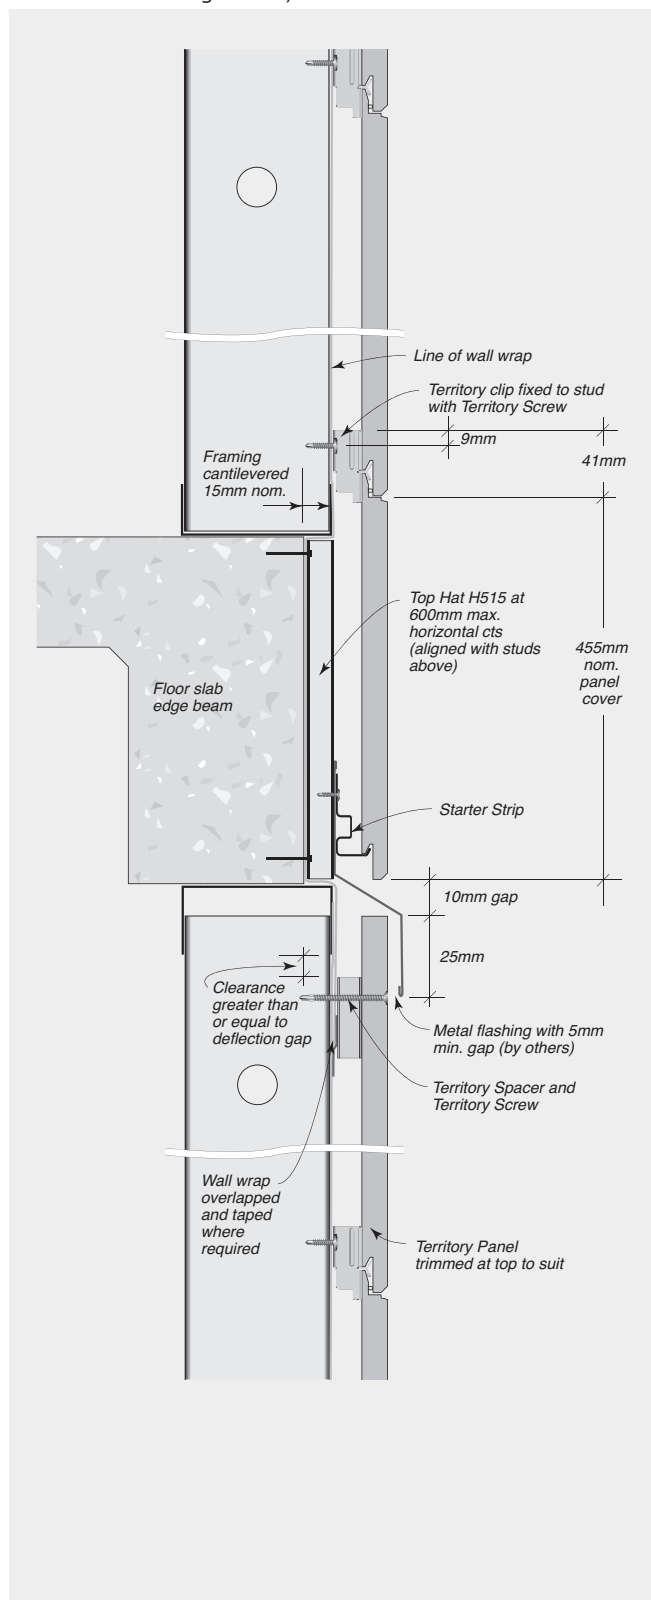 Line of wall wrap
Territory clip fixed to stud
with Territory Screw
9mm
41mm
Framing
cantilevered
15mm nom.
Top Hat H515 at
600mm max.
horizontal cts
(aligned with studs
above)
455mm
nom.
panel
cover
Floor slab
edge beam
Starter Strip
10mm gap
25mm
Clearance
greater than
or equal to
deflection gap
Metal flashing with 5mm
min. gap (by others)
Territory Spacer and
Territory Screw
Wall wrap
overlapped
and taped
where
required
Territory Panel
trimmed at top to suit